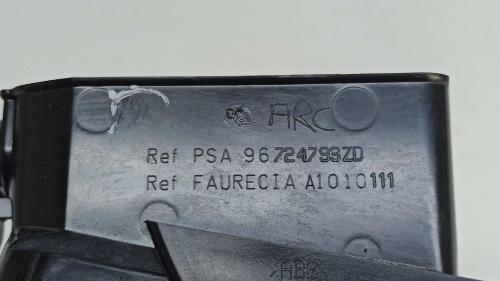 ARC
Ref PSA 96724793ZD
Ref FAURECIA A1010111
>ABS<